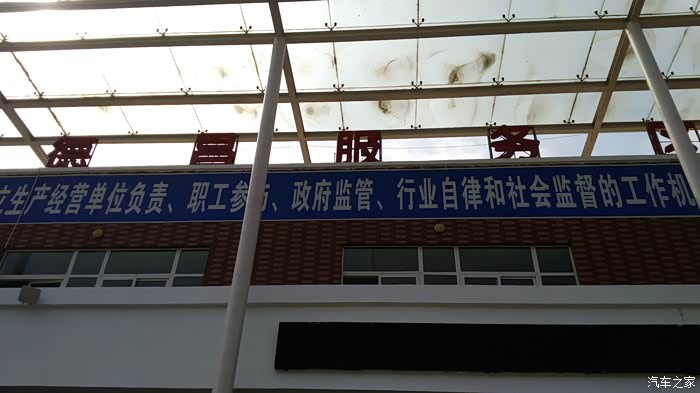 服务
生产经营单位负责、职工参与、政府监管、行业自律和社会监督的工作机
汽车之家